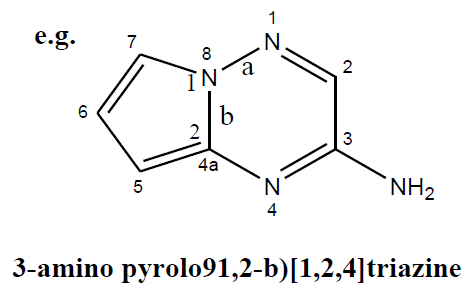 e.g.
7
8
N
1
a
N
1
2
6
b
2
4a
3
5
N
4
NH2
3-amino pyrolo91,2-b)[1,2,4]triazine